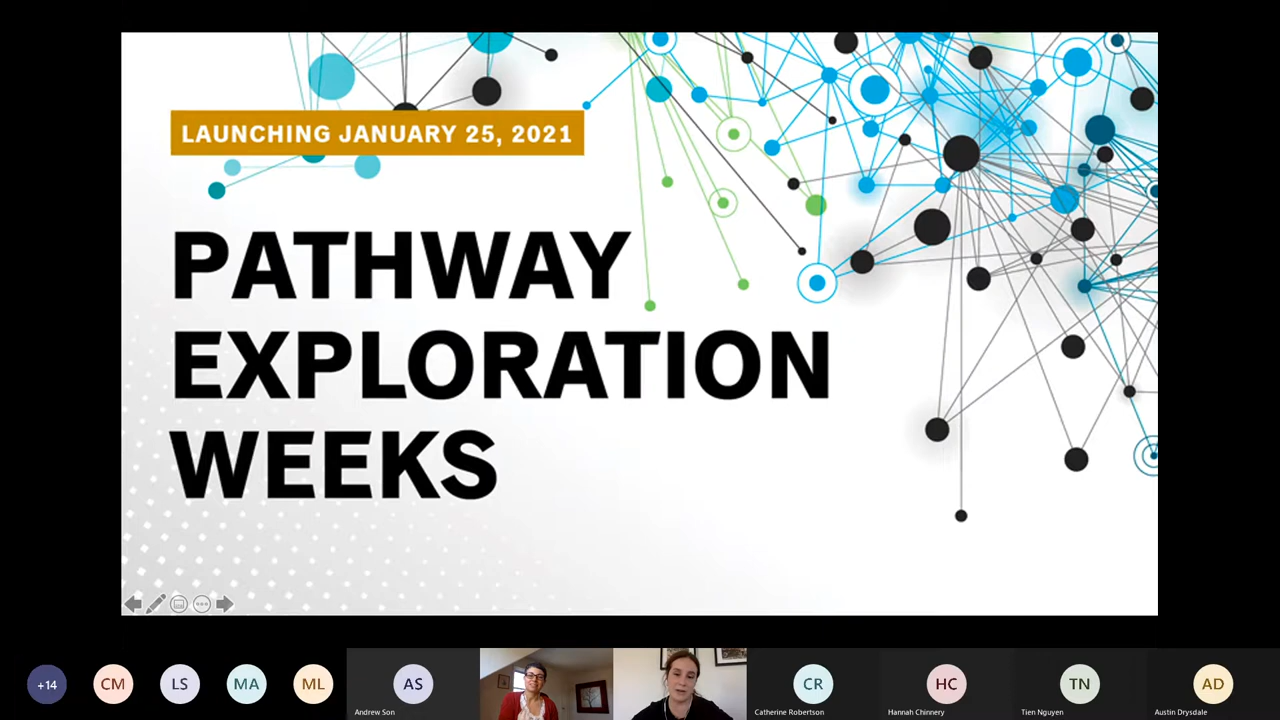 LAUNCHING JANUARY 25, 2021
PATHWAY
EXPLORATION
WEEKS
+14
CM
LS
MA
ML
AS
Andrew Son
CR
Catherine Robertson
HC
Hannah Chinnery
TN
Tien Nguyen
AD
Austin Drysdale